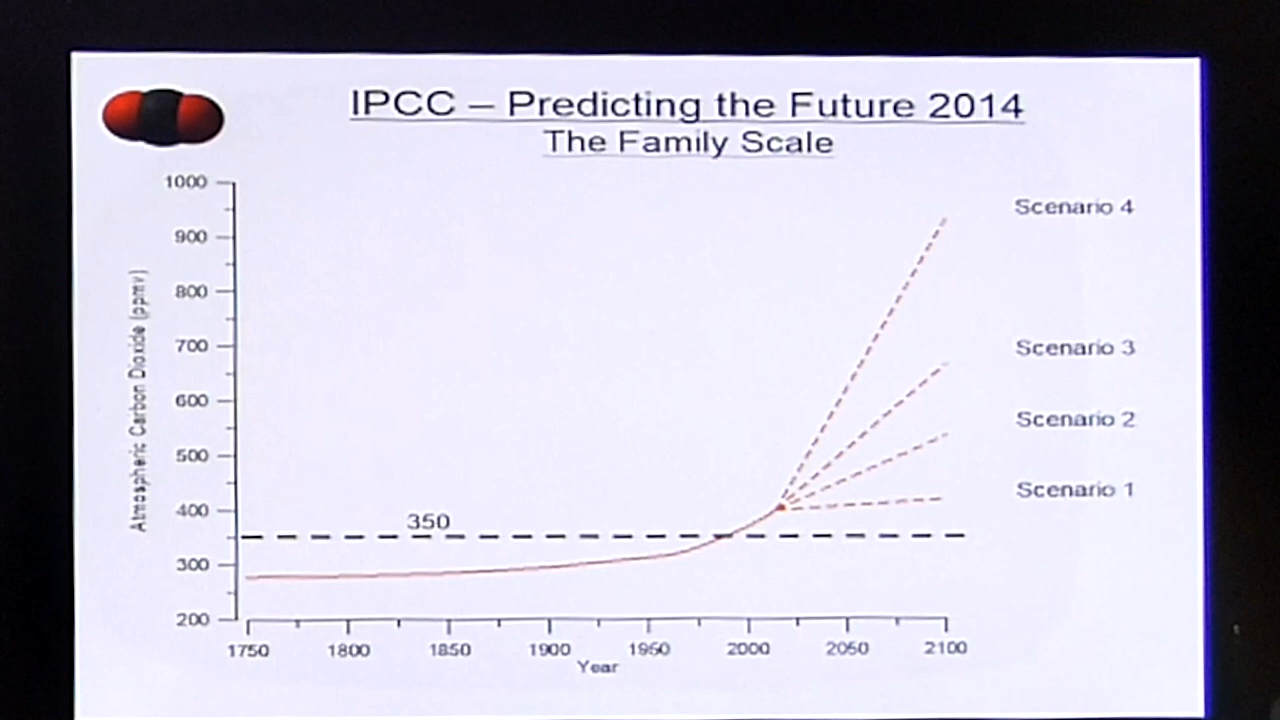 IPCC – Predicting the Future 2014
The Family Scale
1000
900
800
700
600
500
400
300
200
Atmospheric Carbon Dioxide (ppmv)
350
Scenario 4
Scenario 3
Scenario 2
Scenario 1
1750 1800 1850 1900 1950 2000 2050 2100
Year